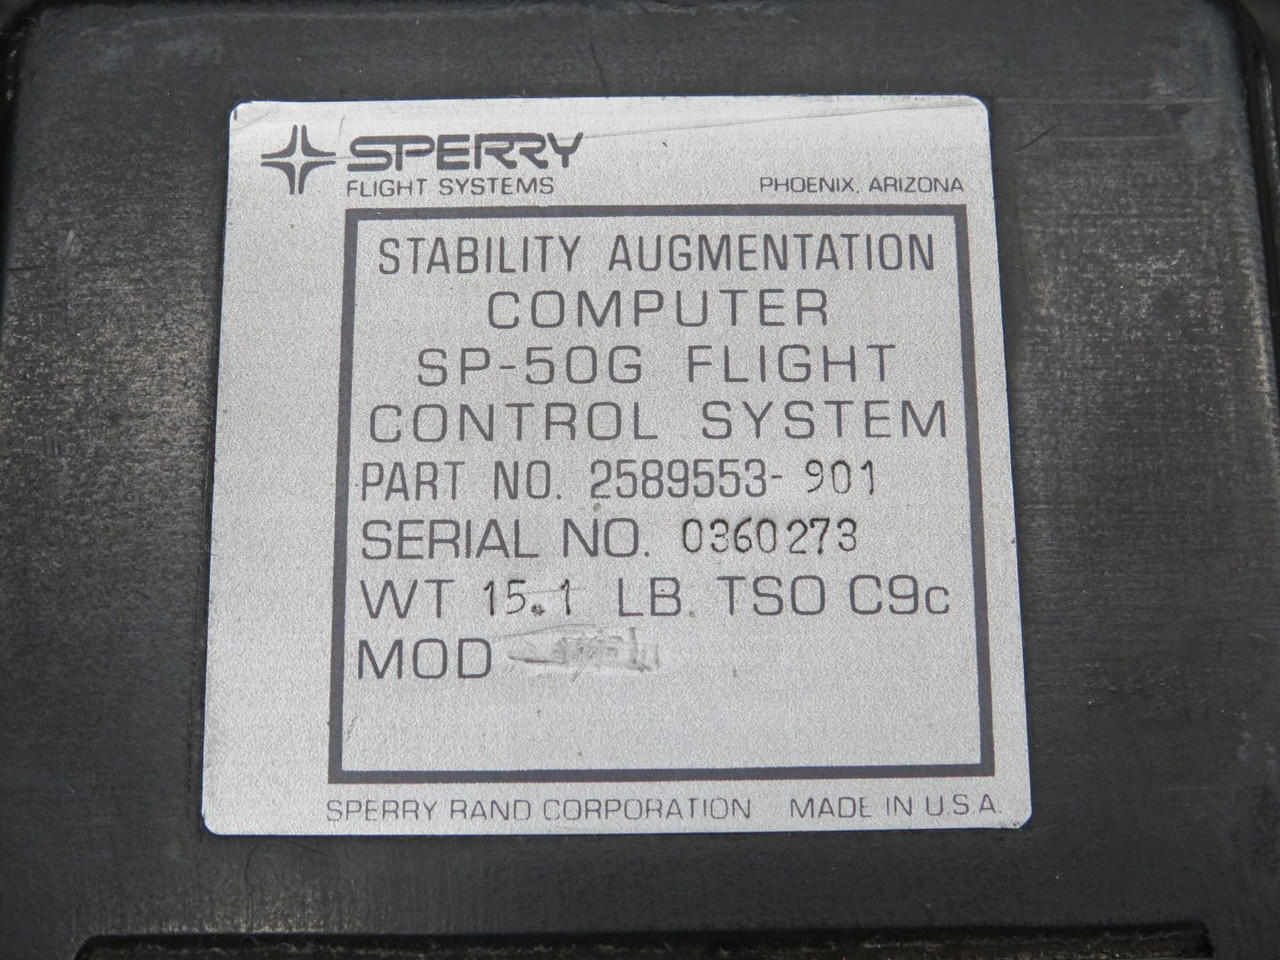 SPERRY
FLIGHT SYSTEMS PHOENIX, ARIZONA
STABILITY AUGMENTATION
COMPUTER
SP-50G FLIGHT
CONTROL SYSTEM
PART NO. 2589553-901
SERIAL NO. 0360273
WT 15.1 LB. TSO C9c
MOD
SPERRY RAND CORPORATION MADE IN U.S.A.